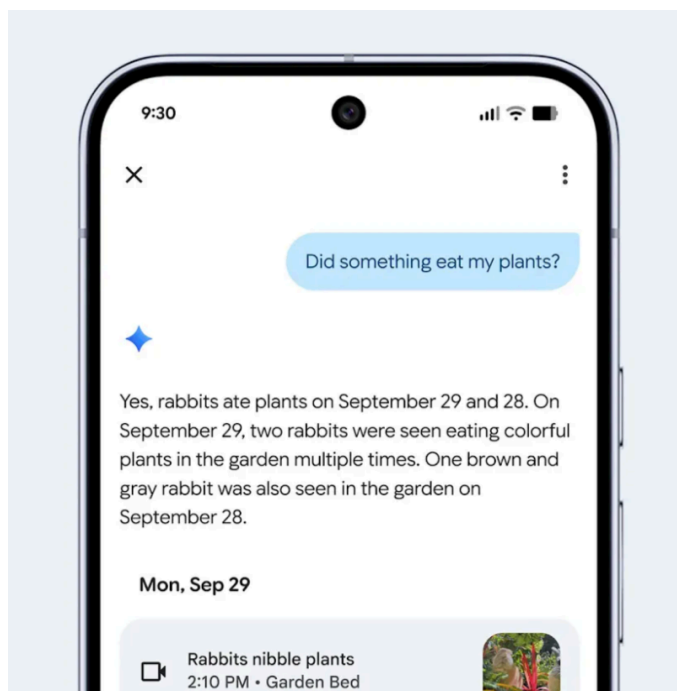 9:30
Did something eat my plants?
Yes, rabbits ate plants on September 29 and 28. On
September 29, two rabbits were seen eating colorful
plants in the garden multiple times. One brown and
gray rabbit was also seen in the garden on
September 28.
Mon, Sep 29
Rabbits nibble plants
2:10 PM • Garden Bed